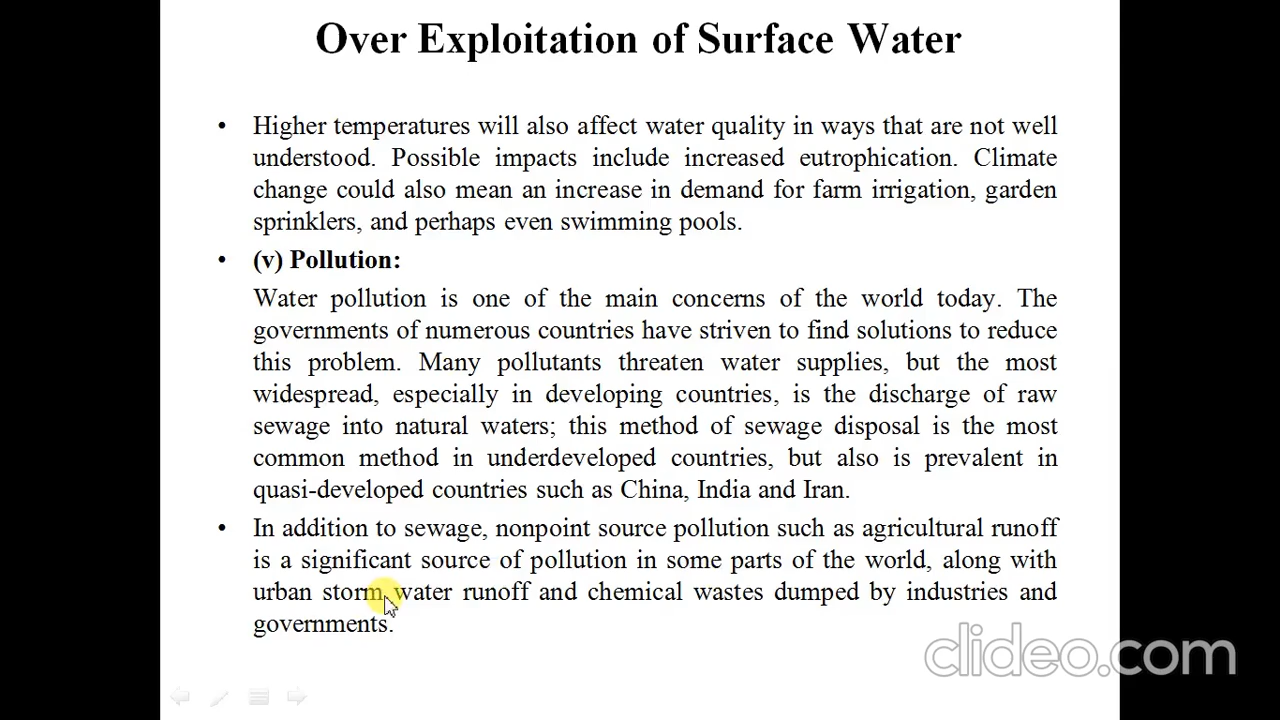 Over Exploitation of Surface Water
• Higher temperatures will also affect water quality in ways that are not well
understood. Possible impacts include increased eutrophication. Climate
change could also mean an increase in demand for farm irrigation, garden
sprinklers, and perhaps even swimming pools.
• (v) Pollution:
Water pollution is one of the main concerns of the world today. The
governments of numerous countries have striven to find solutions to reduce
this problem. Many pollutants threaten water supplies, but the most
widespread, especially in developing countries, is the discharge of raw
sewage into natural waters; this method of sewage disposal is the most
common method in underdeveloped countries, but also is prevalent in
quasi-developed countries such as China, India and Iran.
• In addition to sewage, nonpoint source pollution such as agricultural runoff
is a significant source of pollution in some parts of the world, along with
urban storm water runoff and chemical wastes dumped by industries and
governments.
clideo.com